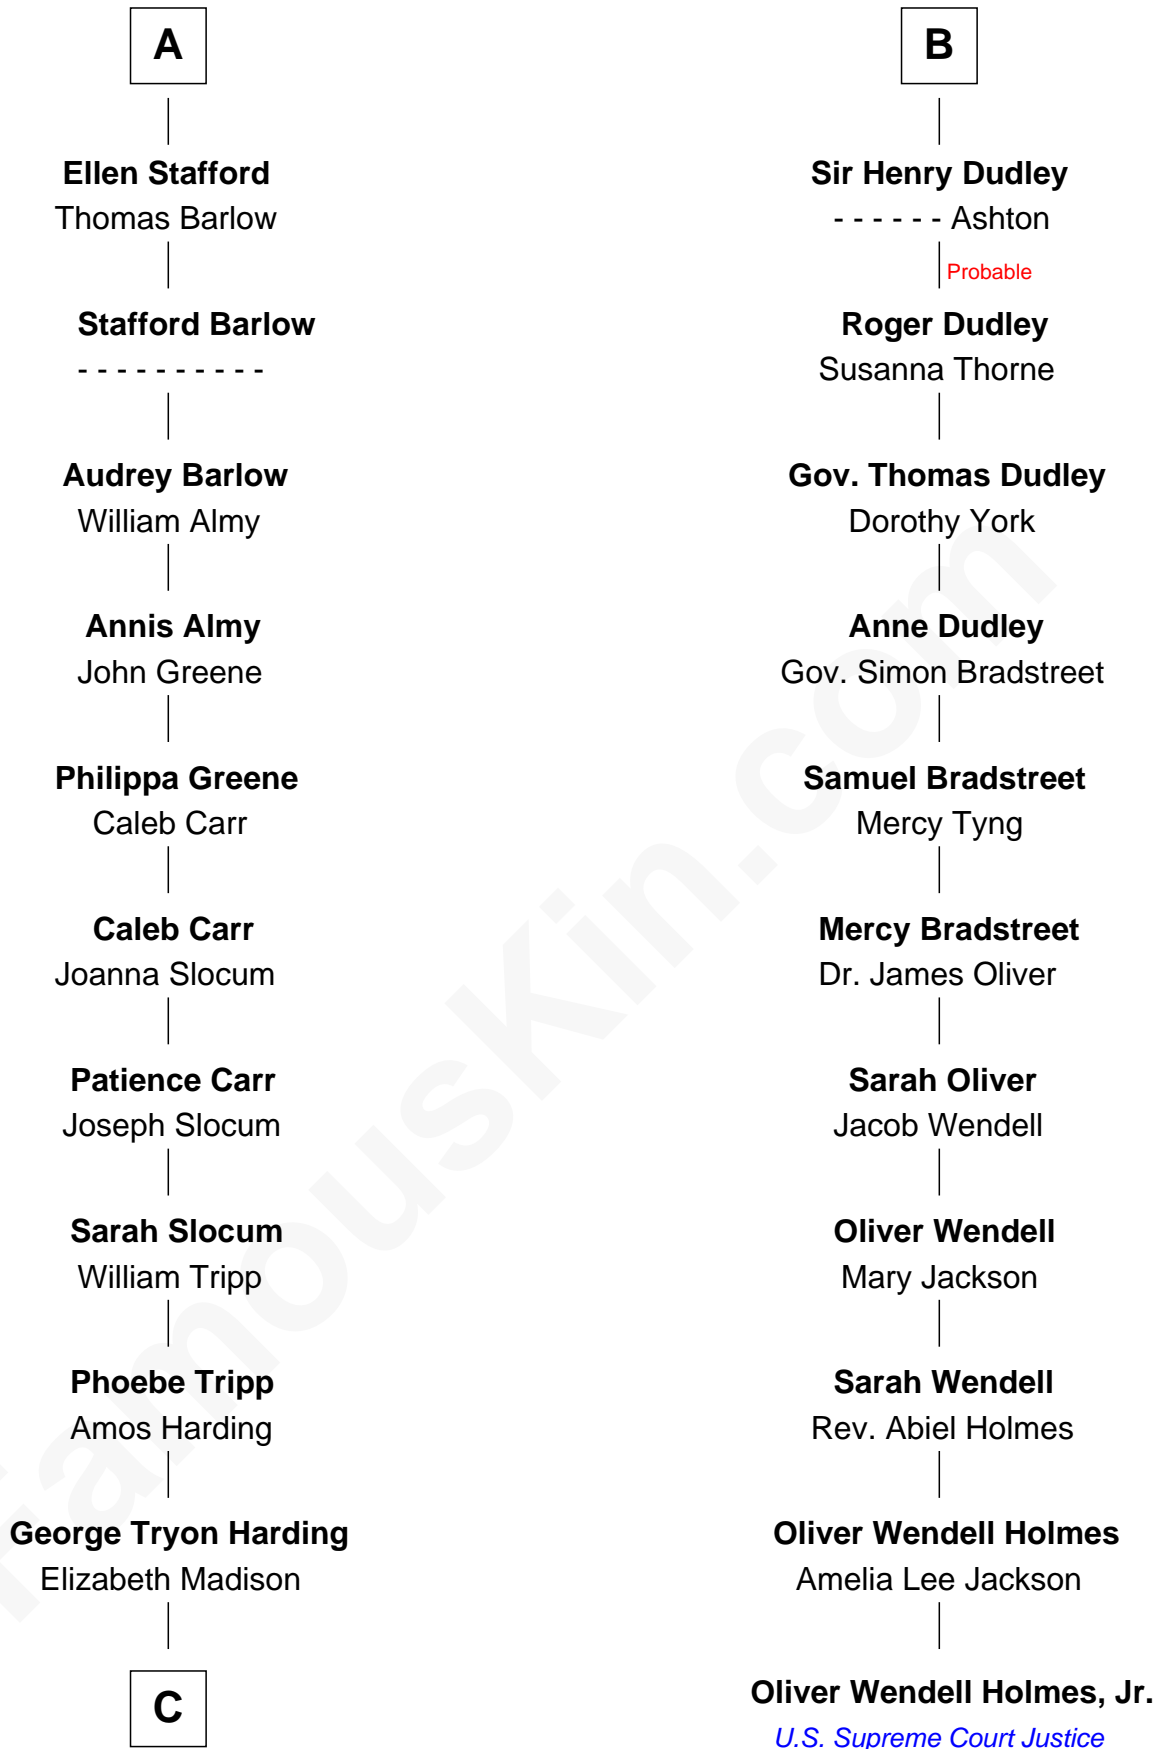 A
Ellen Stafford
Thomas Barlow
Stafford Barlow
- - - - - - - - - -
Audrey Barlow
William Almy
Annis Almy
John Greene
Philippa Greene
Caleb Carr
Caleb Carr
Joanna Slocum
Patience Carr
Joseph Slocum
Sarah Slocum
William Tripp
Phoebe Tripp
Amos Harding
George Tryon Harding
Elizabeth Madison
C
B
Sir Henry Dudley
- - - - - - Ashton
Probable
Roger Dudley
Susanna Thorne
Gov. Thomas Dudley
Dorothy York
Anne Dudley
Gov. Simon Bradstreet
Samuel Bradstreet
Mercy Tyng
Mercy Bradstreet
Dr. James Oliver
Sarah Oliver
Jacob Wendell
Oliver Wendell
Mary Jackson
Sarah Wendell
Rev. Abiel Holmes
Oliver Wendell Holmes
Amelia Lee Jackson
Oliver Wendell Holmes, Jr.
U.S. Supreme Court Justice
FamousKin.com